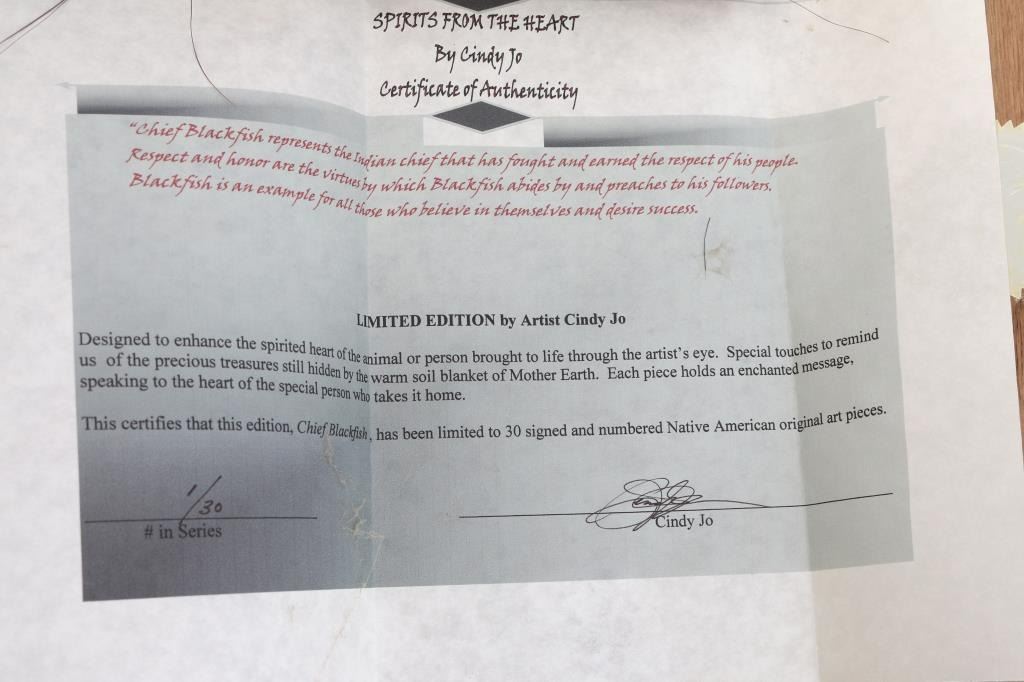 SPIRITS FROM THE HEART
By Cindy Jo
Certificate of Authenticity
"Chief Blackfish represents the Indian chief that has fought and earned the respect of his people.
Respect and honor are the virtues by which Blackfish abides by and preaches to his followers.
Blackfish is an example for all those who believe in themselves and desire success.
LIMITED EDITION by Artist Cindy Jo
Designed to enhance the spirited heart of the animal or person brought to life through the artist's eye. Special touches to remind
us of the precious treasures still hidden by the warm soil blanket of Mother Earth. Each piece holds an enchanted message,
speaking to the heart of the special person who takes it home.
This certifies that this edition, Chief Blackfish, has been limited to 30 signed and numbered Native American original art pieces.
1/30
# in Series
Cindy Jo